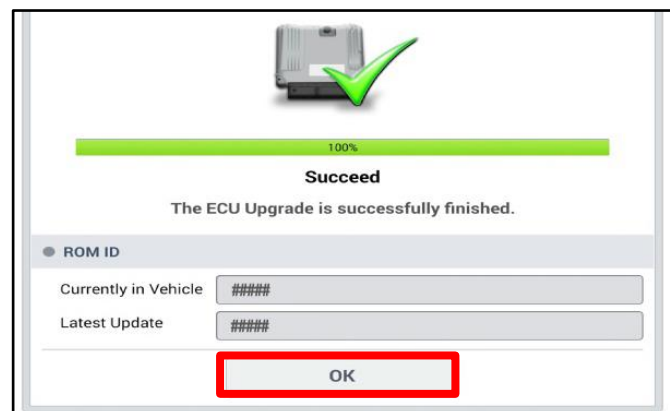 100%
Succeed
The ECU Upgrade is successfully finished.
ROM ID
Currently in Vehicle #####
Latest Update #####
OK